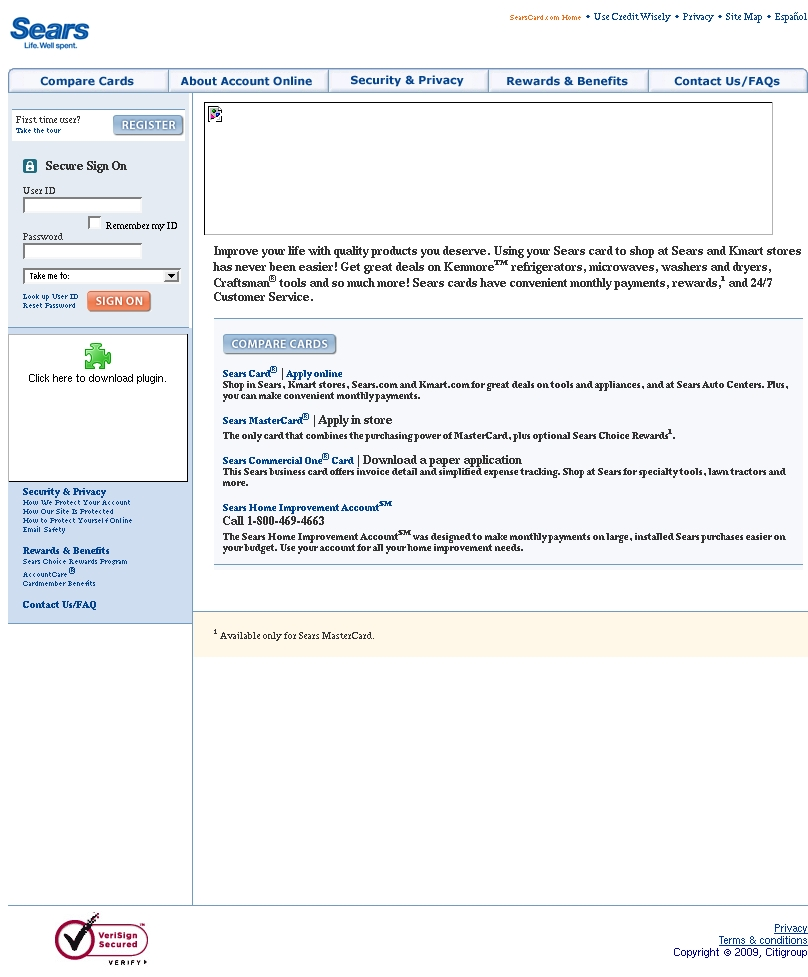 Sears
Life. Well spent.
SearsCard.com Home • Use Credit Wisely • Privacy • Site Map • Español
Compare Cards
About Account Online
Security & Privacy
Rewards & Benefits
Contact Us/FAQs
First time user?
Take the tour
REGISTER
Secure Sign On
User ID
Remember my ID
Password
Take me to:
Look up User ID
Reset Password
SIGN ON
Click here to download plugin.
Security & Privacy
How We Protect Your Account
How Our Site Is Protected
How to Protect Yourself Online
Email Safety
Rewards & Benefits
Sears Choice Rewards Program
AccountCare®
Cardmember Benefits
Contact Us/FAQ
Improve your life with quality products you deserve. Using your Sears card to shop at Sears and Kmart stores
has never been easier! Get great deals on Kenmore™ refrigerators, microwaves, washers and dryers,
Craftsman® tools and so much more! Sears cards have convenient monthly payments, rewards,¹ and 24/7
Customer Service.
COMPARE CARDS
Sears Card® | Apply online
Shop in Sears, Kmart stores, Sears.com and Kmart.com for great deals on tools and appliances, and at Sears Auto Centers. Plus,
you can make convenient monthly payments.
Sears MasterCard® | Apply in store
The only card that combines the purchasing power of MasterCard, plus optional Sears Choice Rewards¹.
Sears Commercial One® Card | Download a paper application
This Sears business card offers invoice detail and simplified expense tracking. Shop at Sears for specialty tools, lawn tractors and
more.
Sears Home Improvement Account℠
Call 1-800-469-4663
The Sears Home Improvement Account℠ was designed to make monthly payments on large, installed Sears purchases easier on
your budget. Use your account for all your home improvement needs.
¹ Available only for Sears MasterCard.
VeriSign
Secured
VERIFY
Privacy
Terms & conditions
Copyright © 2009, Citigroup